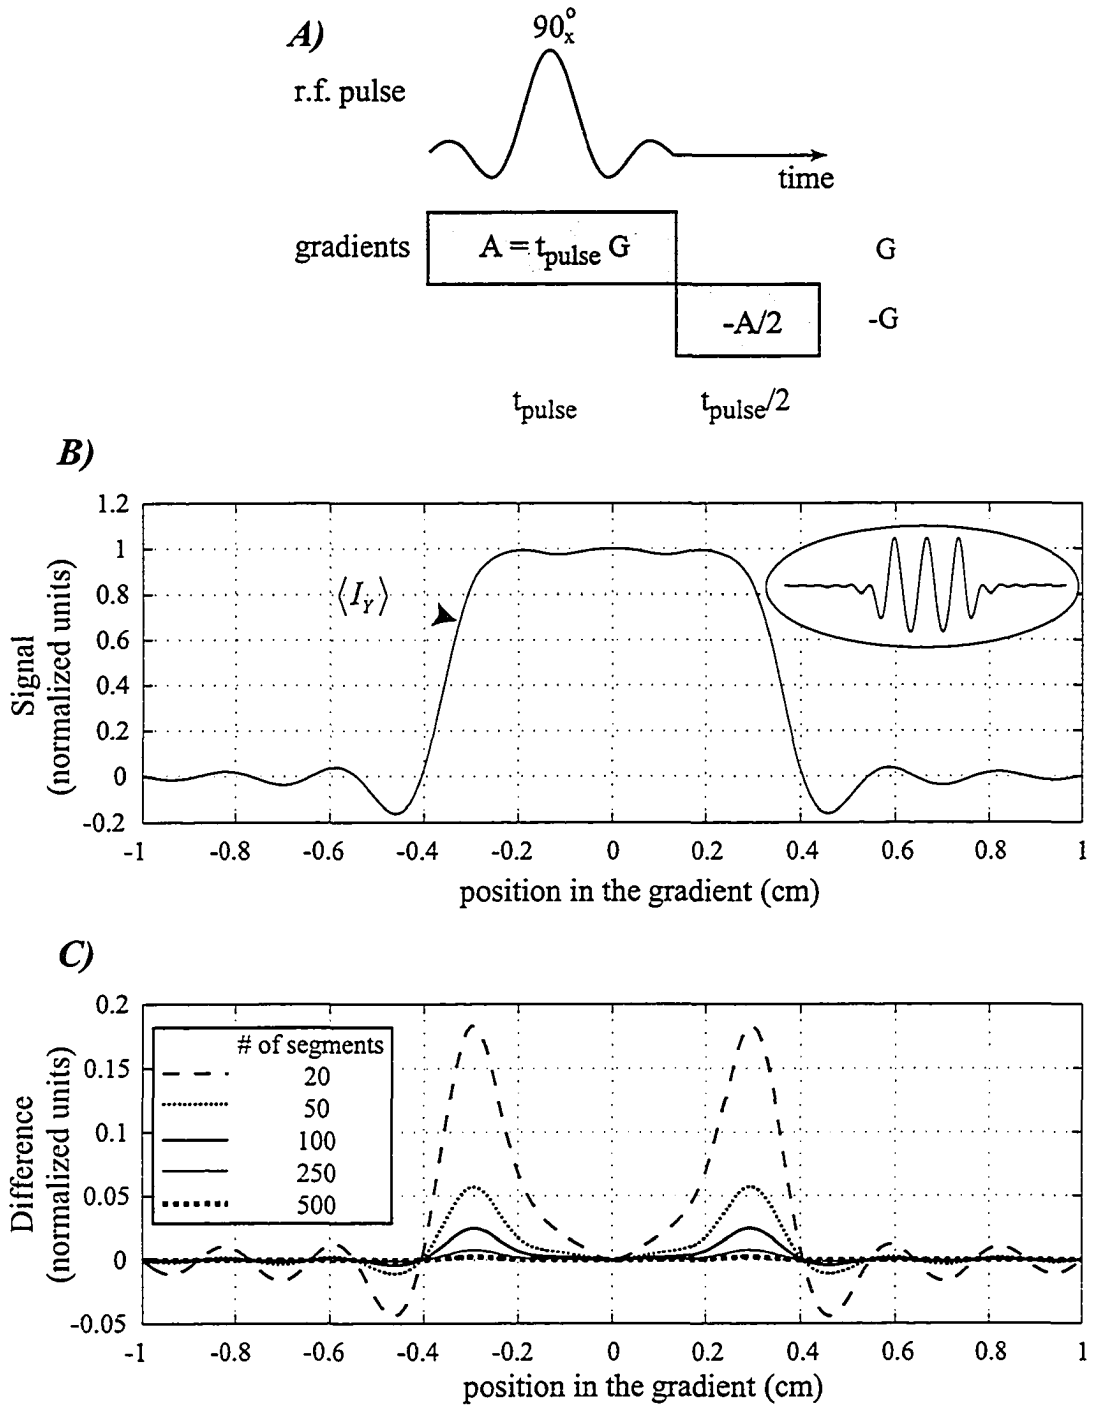 A)
90°x
r.f. pulse
time
gradients
A = tpulse G
G
-A/2
-G
tpulse
tpulse/2
B)
Signal
(normalized units)
1.2
1
0.8
0.6
0.4
0.2
0
-0.2
⟨IY⟩
-1 -0.8 -0.6 -0.4 -0.2 0 0.2 0.4 0.6 0.8 1
position in the gradient (cm)
C)
Difference
(normalized units)
0.2
0.15
0.1
0.05
0
-0.05
# of segments
20
50
100
250
500
-1 -0.8 -0.6 -0.4 -0.2 0 0.2 0.4 0.6 0.8 1
position in the gradient (cm)